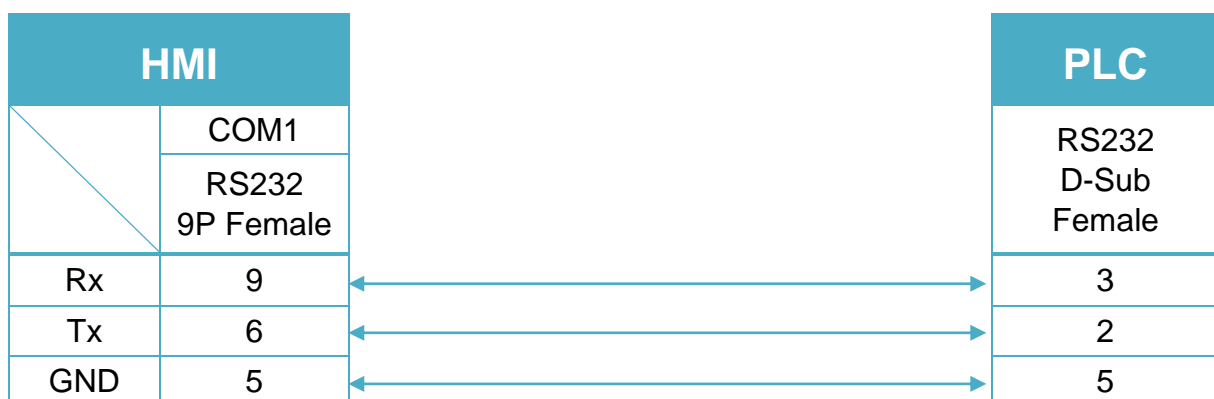 HMI
PLC
COM1
RS232
9P Female
RS232
D-Sub
Female
Rx 9 3
Tx 6 2
GND 5 5